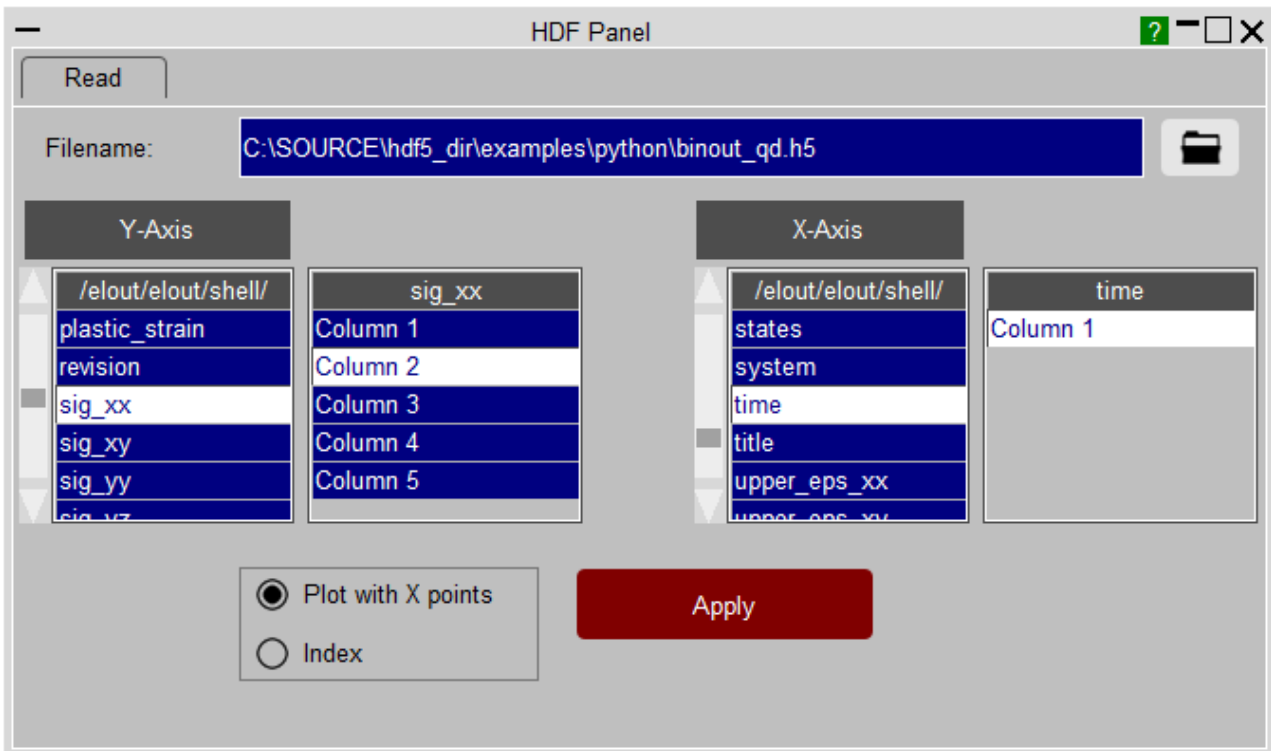 HDF Panel
?
Read
Filename:
C:\SOURCE\hdf5_dir\examples\python\binout_qd.h5
Y-Axis
X-Axis
/elout/elout/shell/
plastic_strain
revision
sig_xx
sig_xy
sig_yy
sig_yz
sig_xx
Column 1
Column 2
Column 3
Column 4
Column 5
/elout/elout/shell/
states
system
time
title
upper_eps_xx
upper_eps_xy
time
Column 1
Plot with X points
Index
Apply